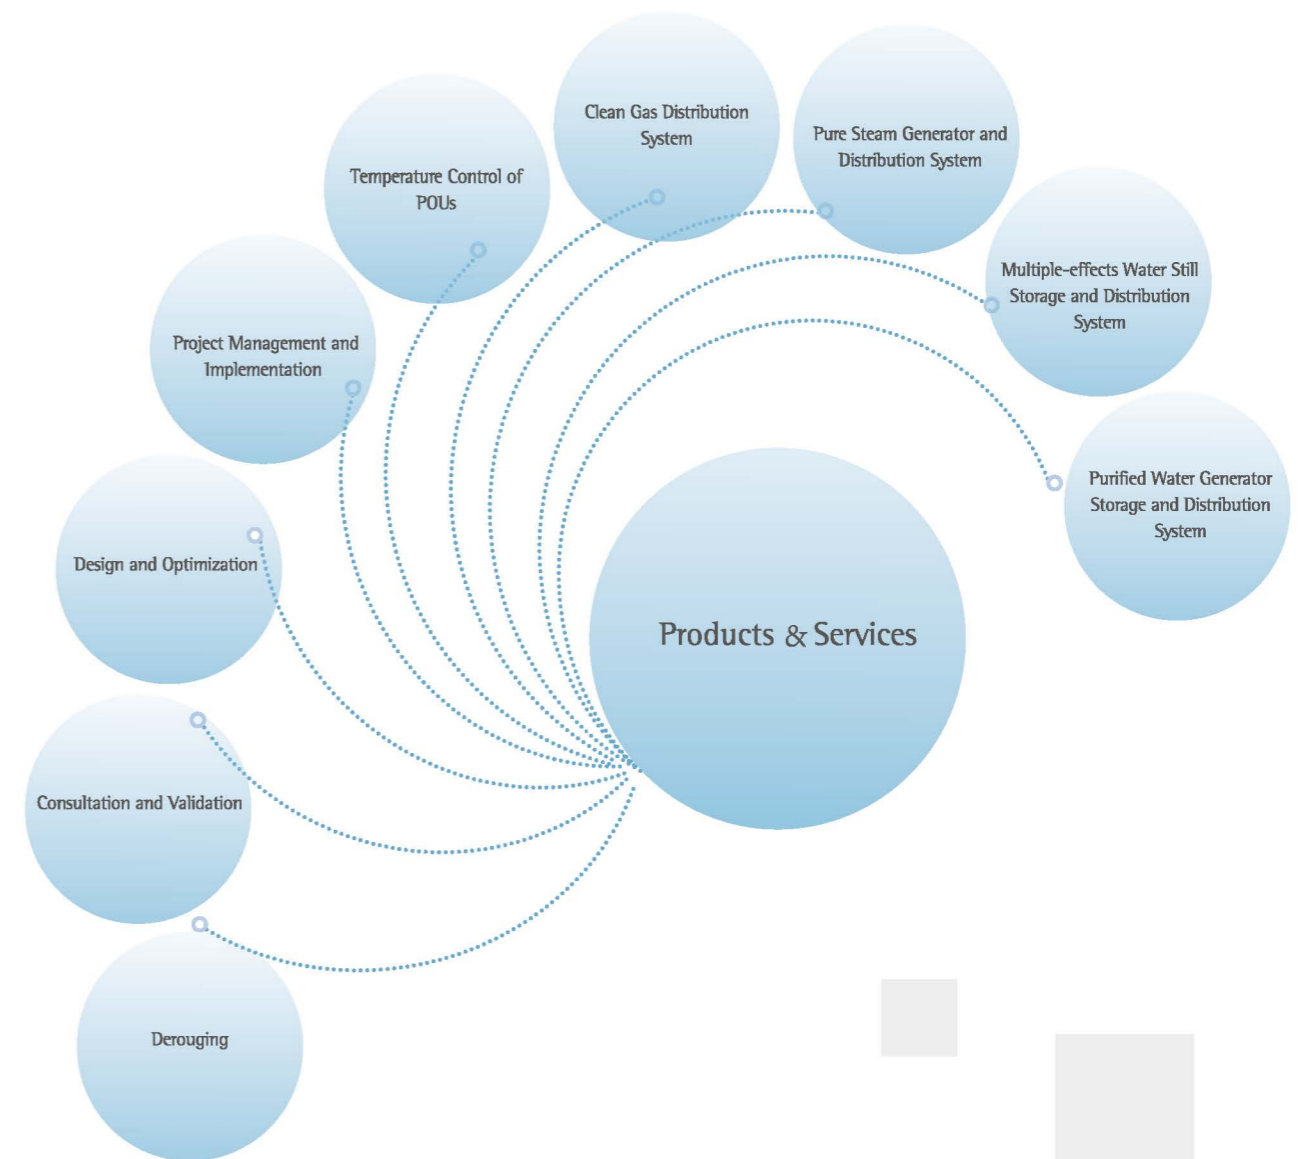 Clean Gas Distribution
System
Pure Steam Generator and
Distribution System
Temperature Control of
POUs
Multiple-effects Water Still
Storage and Distribution
System
Project Management and
Implementation
Purified Water Generator
Storage and Distribution
System
Design and Optimization
Products & Services
Consultation and Validation
Derouging